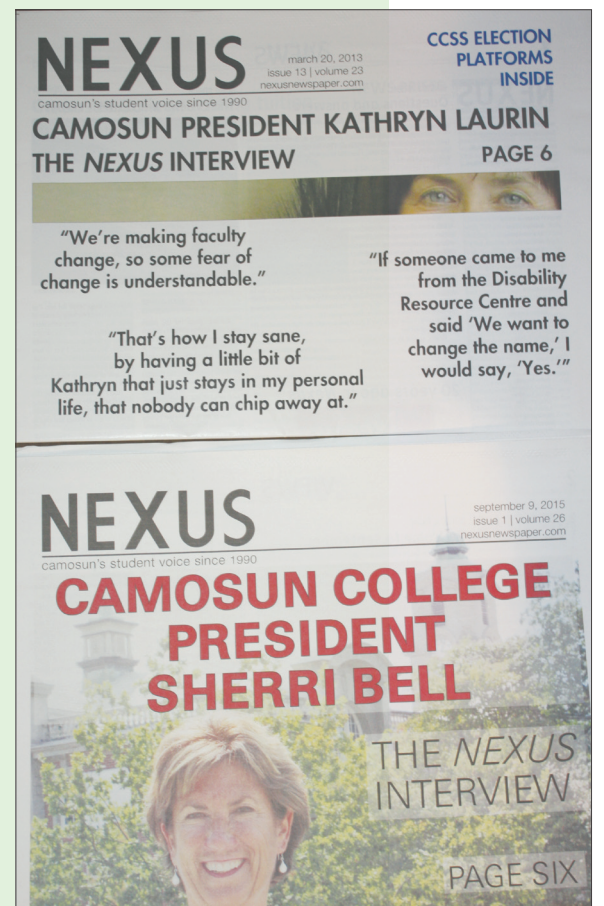 NEXUS
march 20, 2013
issue 13 | volume 23
nexusnewspaper.com
camosun's student voice since 1990
CCSS ELECTION
PLATFORMS
INSIDE
CAMOSUN PRESIDENT KATHRYN LAURIN
THE NEXUS INTERVIEW
PAGE 6
"We're making faculty
change, so some fear of
change is understandable."
"If someone came to me
from the Disability
Resource Centre and
said 'We want to
change the name,' I
would say, 'Yes.'"
"That's how I stay sane,
by having a little bit of
Kathryn that just stays in my personal
life, that nobody can chip away at."
NEXUS
september 9, 2015
issue 1 | volume 26
nexusnewspaper.com
camosun's student voice since 1990
CAMOSUN COLLEGE
PRESIDENT
SHERRI BELL
THE NEXUS
INTERVIEW
PAGE SIX